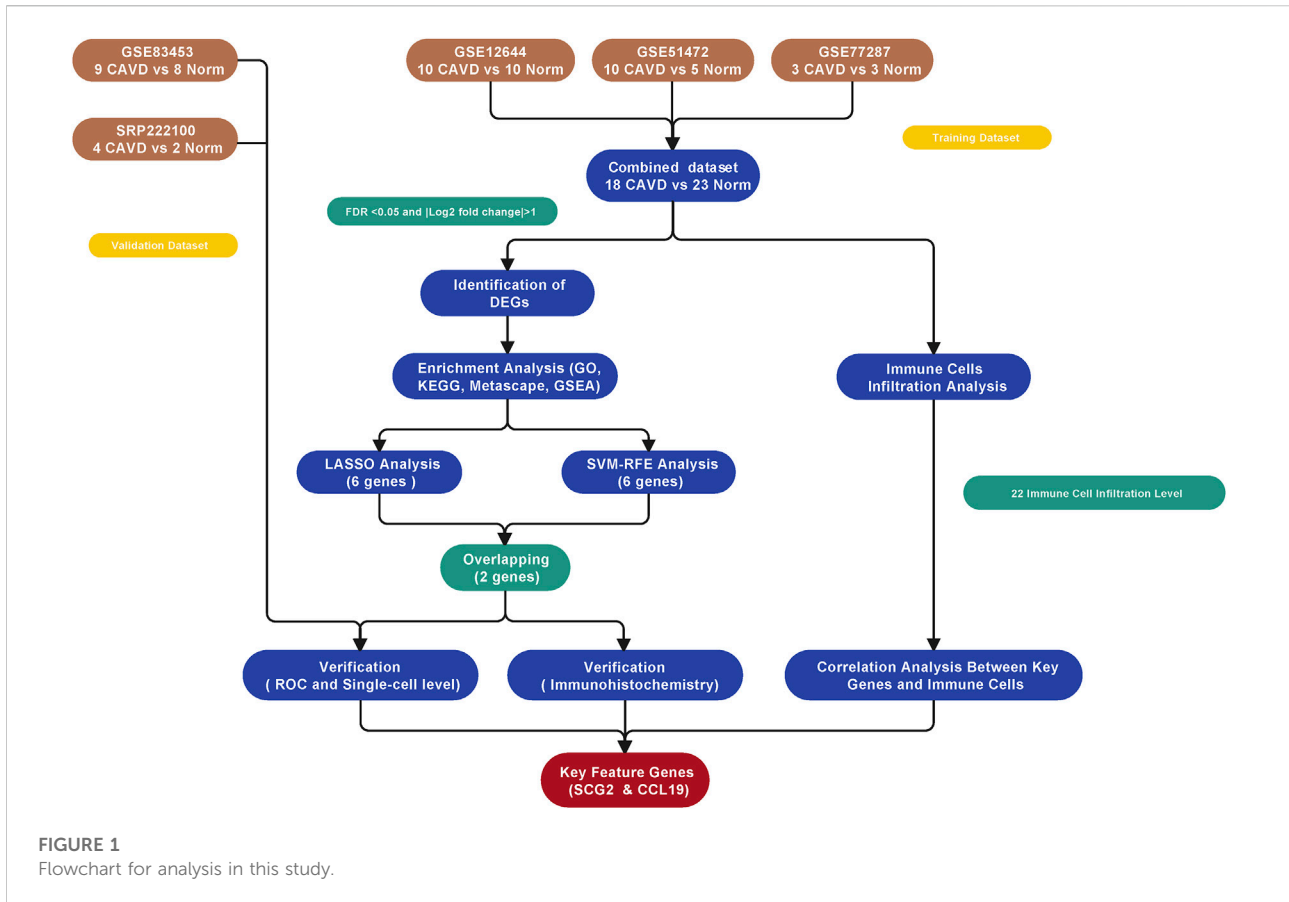 GSE83453
9 CAVD vs 8 Norm
GSE12644
10 CAVD vs 10 Norm
GSE51472
10 CAVD vs 5 Norm
GSE77287
3 CAVD vs 3 Norm
SRP222100
4 CAVD vs 2 Norm
Training Dataset
Combined dataset
18 CAVD vs 23 Norm
FDR <0.05 and |Log2 fold change|>1
Validation Dataset
Identification of
DEGs
Enrichment Analysis (GO,
KEGG, Metascape, GSEA)
Immune Cells
Infiltration Analysis
LASSO Analysis
(6 genes )
SVM-RFE Analysis
(6 genes)
22 Immune Cell Infiltration Level
Overlapping
(2 genes)
Verification
( ROC and Single-cell level)
Verification
( Immunohistochemistry)
Correlation Analysis Between Key
Genes and Immune Cells
Key Feature Genes
(SCG2 & CCL19)
FIGURE 1
Flowchart for analysis in this study.